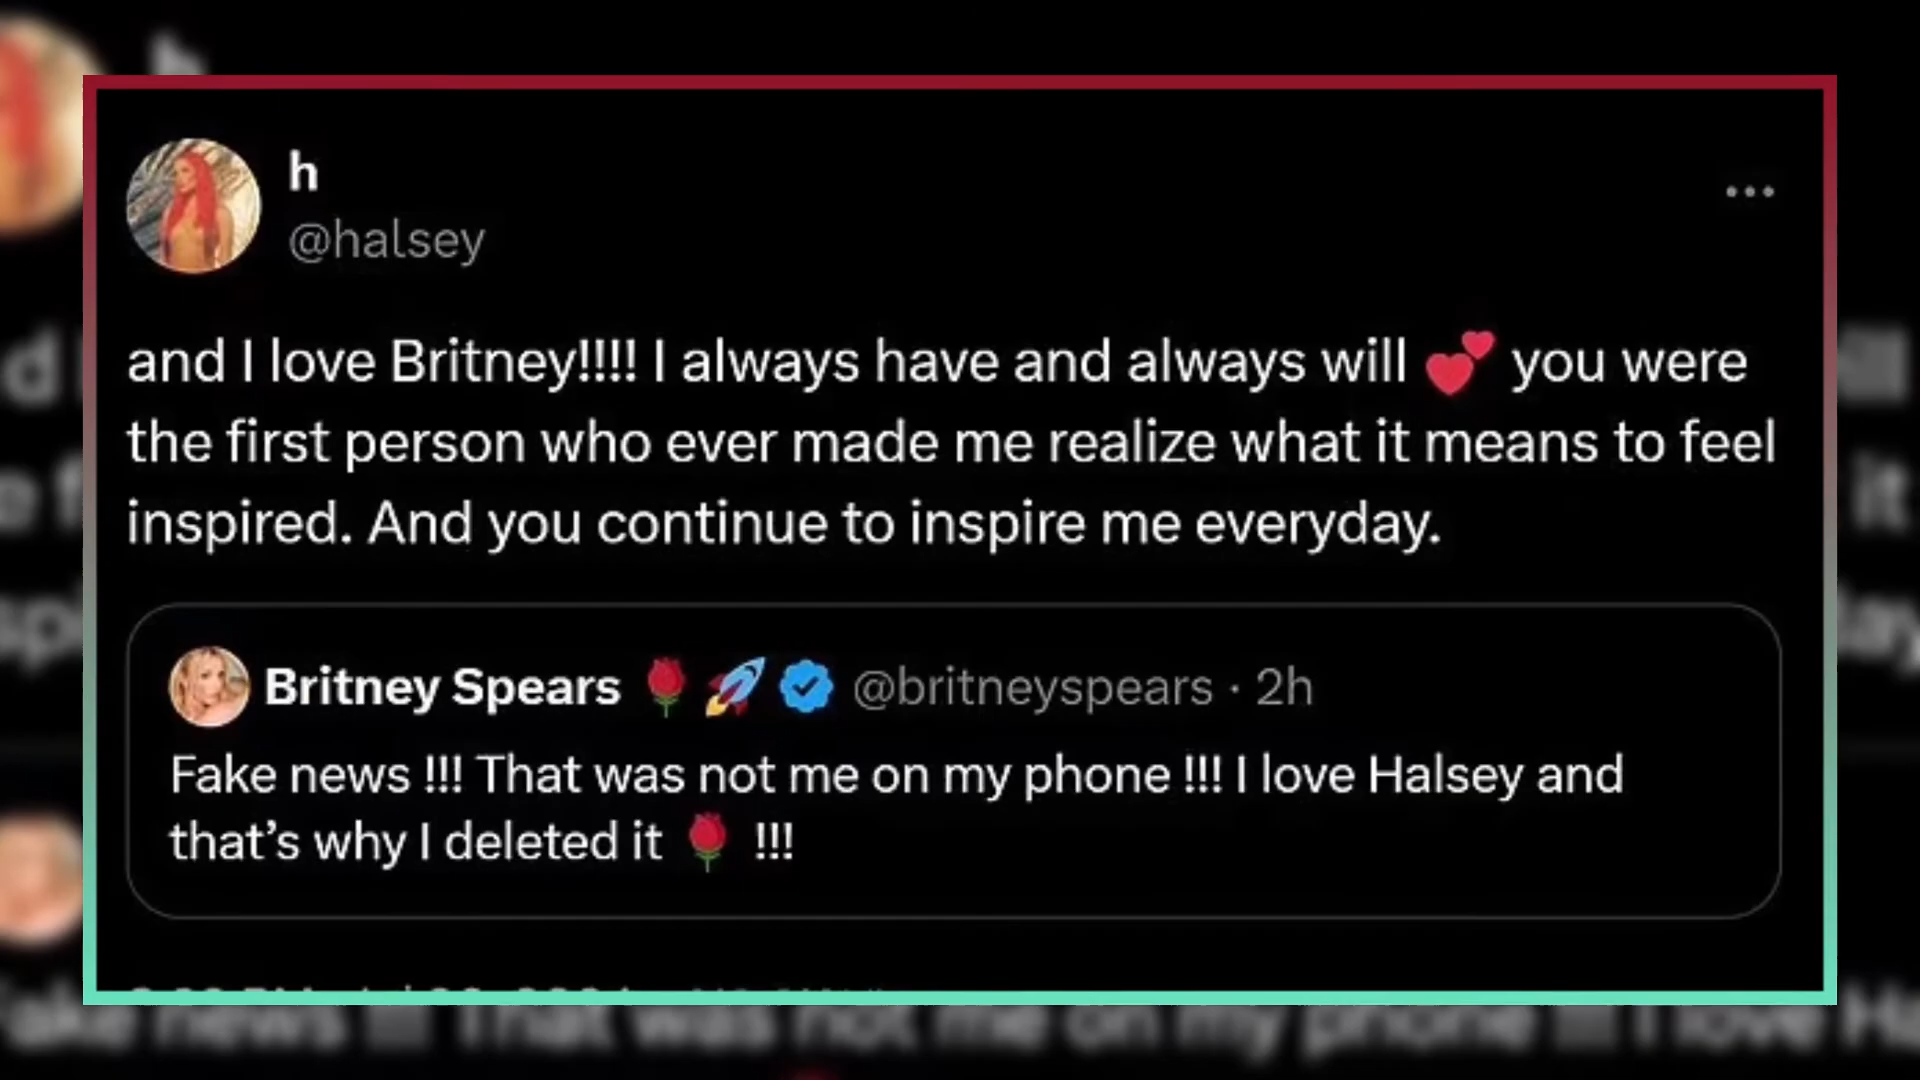 h
@halsey
and I love Britney!!!! I always have and always will 💕 you were
the first person who ever made me realize what it means to feel
inspired. And you continue to inspire me everyday.
Britney Spears 🌹 🚀 @britneyspears · 2h
Fake news !!! That was not me on my phone !!! I love Halsey and
that’s why I deleted it 🌹 !!!